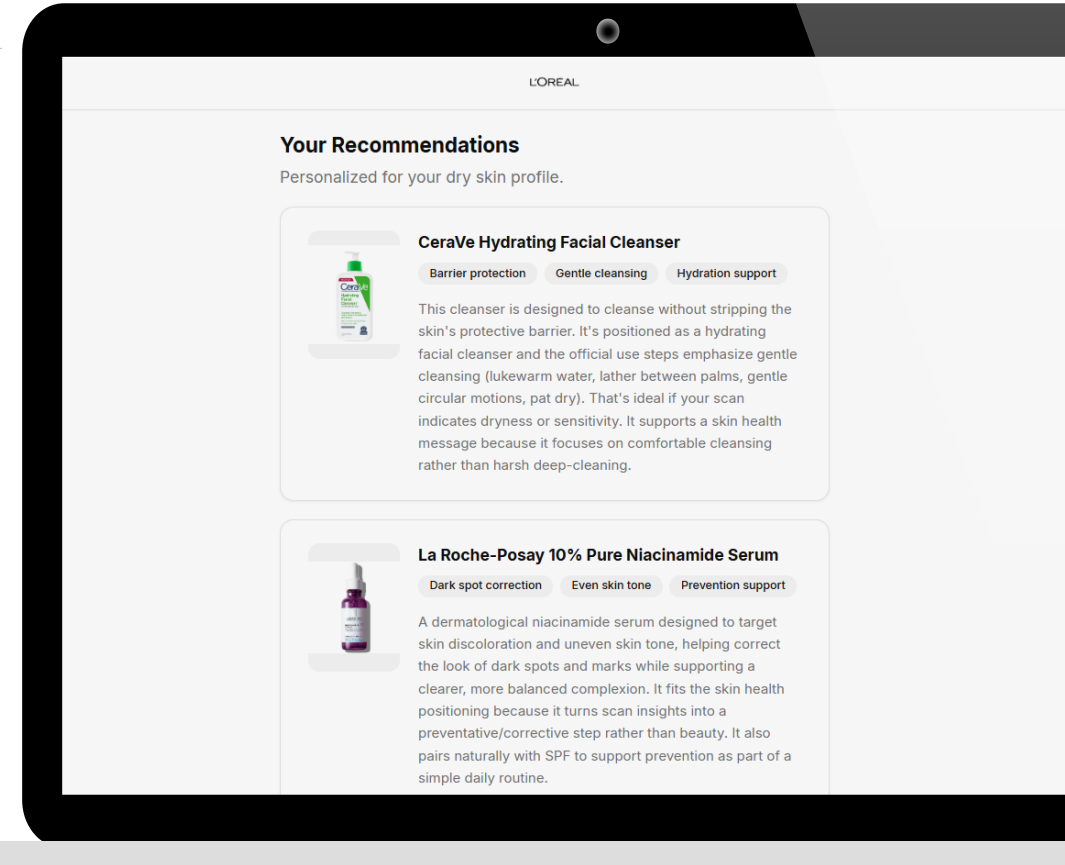 L'ORÉAL
Your Recommendations
Personalized for your dry skin profile.
CeraVe Hydrating Facial Cleanser
Barrier protection
Gentle cleansing
Hydration support
This cleanser is designed to cleanse without stripping the
skin's protective barrier. It's positioned as a hydrating
facial cleanser and the official use steps emphasize gentle
cleansing (lukewarm water, lather between palms, gentle
circular motions, pat dry). That's ideal if your scan
indicates dryness or sensitivity. It supports a skin health
message because it focuses on comfortable cleansing
rather than harsh deep-cleaning.
CeraVe
Hydrating
Facial
Cleanser
La Roche-Posay 10% Pure Niacinamide Serum
Dark spot correction
Even skin tone
Prevention support
A dermatological niacinamide serum designed to target
skin discoloration and uneven skin tone, helping correct
the look of dark spots and marks while supporting a
clearer, more balanced complexion. It fits the skin health
positioning because it turns scan insights into a
preventative/corrective step rather than beauty. It also
pairs naturally with SPF to support prevention as part of a
simple daily routine.